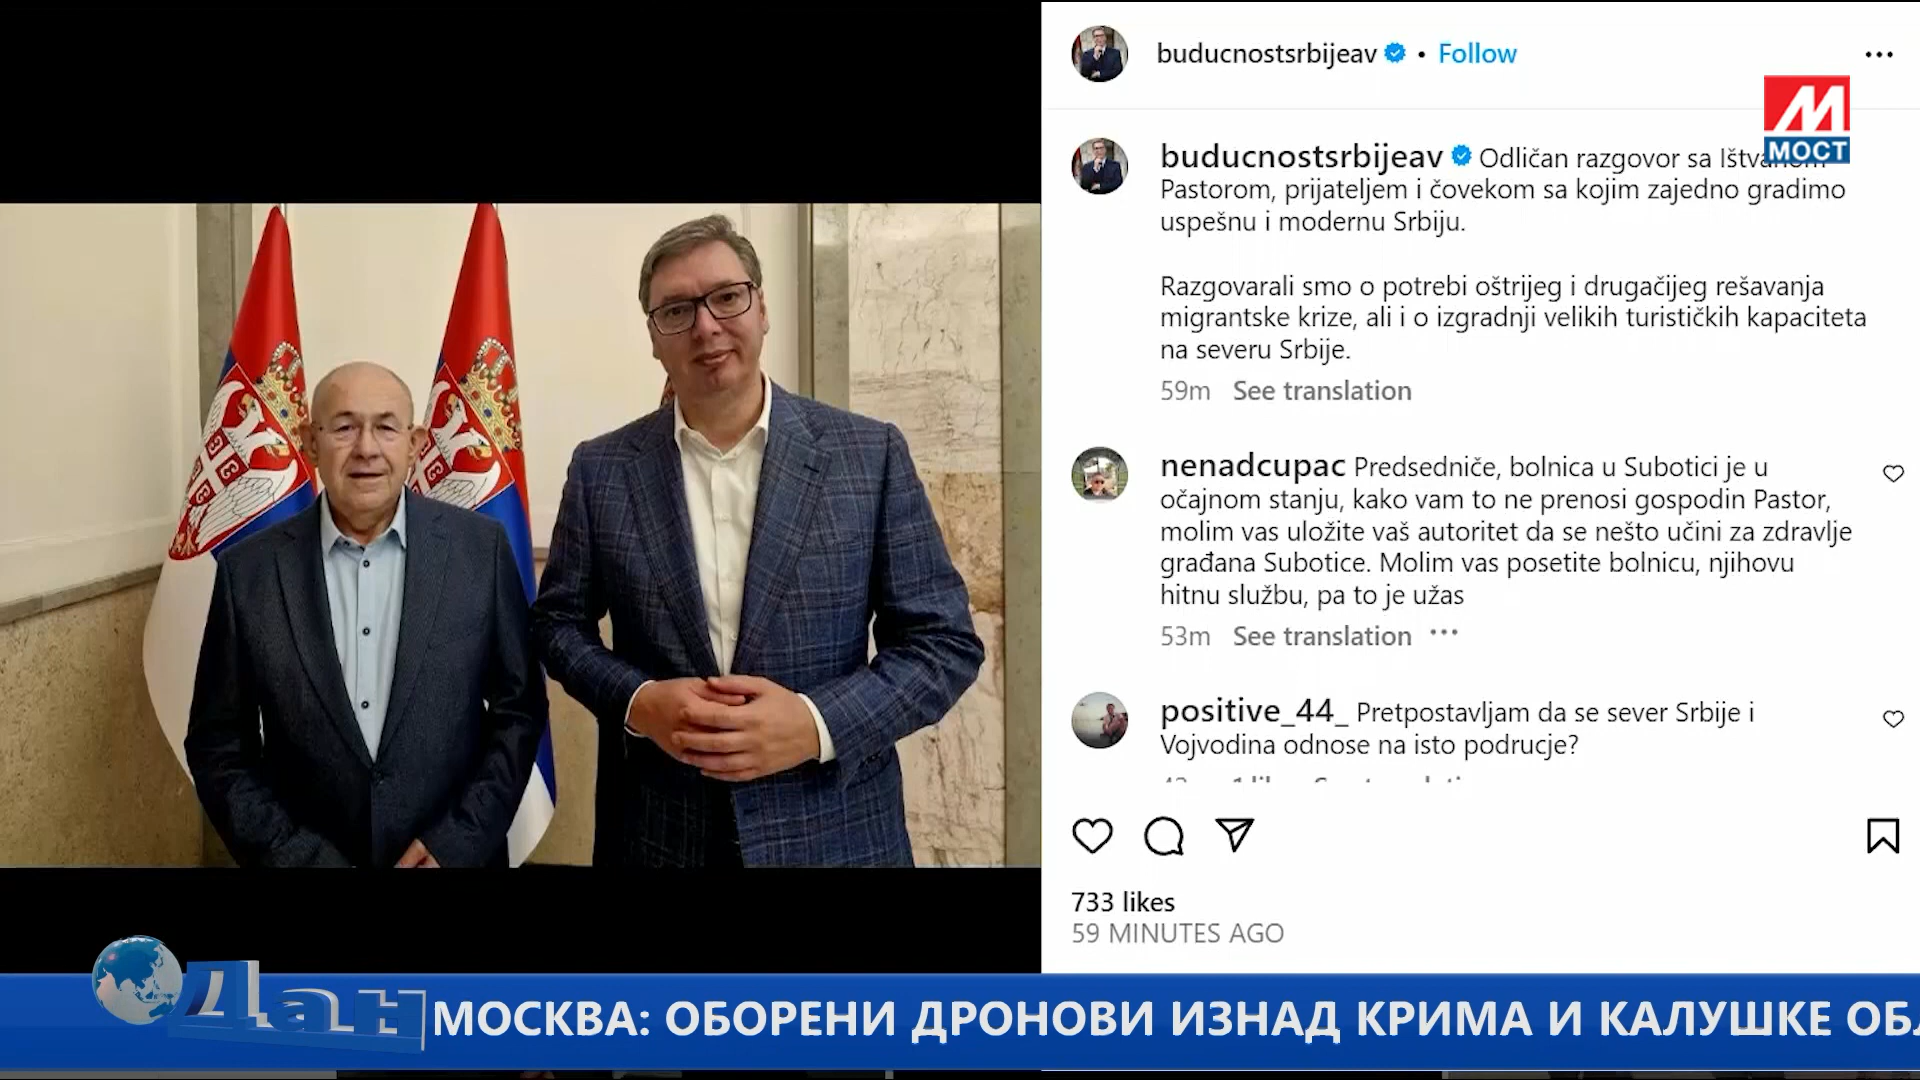 buducnostsrbijeav • Follow
МОСТ
buducnostsrbijeav Odličan razgovor sa Ištvanom
Pastorom, prijateljem i čovekom sa kojim zajedno gradimo
uspešnu i modernu Srbiju.
Razgovarali smo o potrebi oštrijeg i drugačijeg rešavanja
migrantske krize, ali i o izgradnji velikih turističkih kapaciteta
na severu Srbije.
59m See translation
nenadcupac Predsedniče, bolnica u Subotici je u
očajnom stanju, kako vam to ne prenosi gospodin Pastor,
molim vas uložite vaš autoritet da se nešto učini za zdravlje
građana Subotice. Molim vas posetite bolnicu, njihovu
hitnu službu, pa to je užas
53m See translation ...
positive_44_ Pretpostavljam da se sever Srbije i
Vojvodina odnose na isto podrucje?
733 likes
59 MINUTES AGO
Дан
МОСКВА: ОБОРЕНИ ДРОНОВИ ИЗНАД КРИМА И КАЛУШКЕ ОБЛ